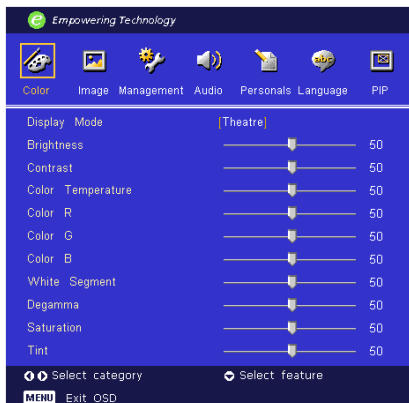 Empowering Technology
Color Image Management Audio Personals Language PIP
Display Mode [Theatre]
Brightness 50
Contrast 50
Color Temperature 50
Color R 50
Color G 50
Color B 50
White Segment 50
Degamma 50
Saturation 50
Tint 50
Select category Select feature
MENU Exit OSD